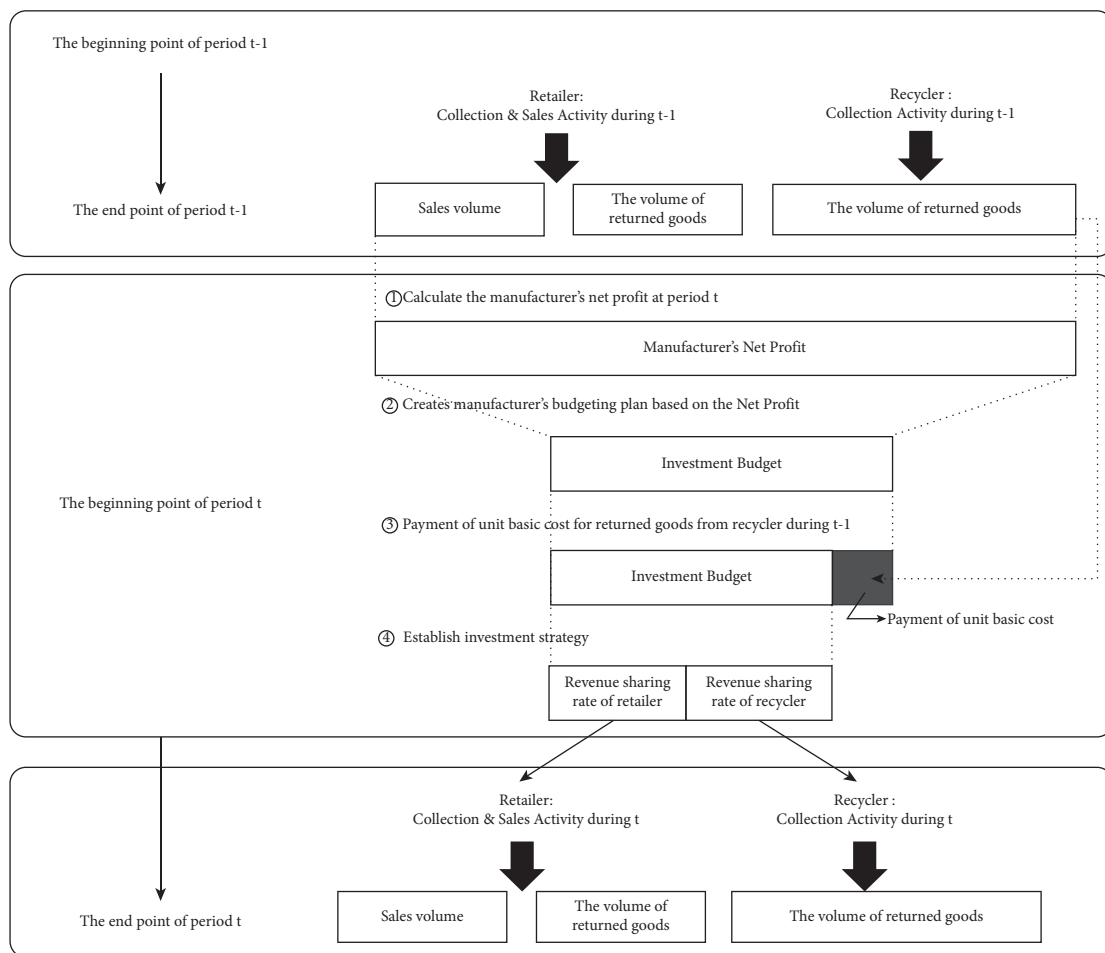 The beginning point of period t-1
Retailer:
Collection & Sales Activity during t-1
Recycler :
Collection Activity during t-1
The end point of period t-1
Sales volume
The volume of
returned goods
The volume of returned goods
① Calculate the manufacturer's net profit at period t
Manufacturer's Net Profit
② Creates manufacturer's budgeting plan based on the Net Profit
Investment Budget
The beginning point of period t
③ Payment of unit basic cost for returned goods from recycler during t-1
Investment Budget
Payment of unit basic cost
④ Establish investment strategy
Revenue sharing
rate of retailer
Revenue sharing
rate of recycler
Retailer:
Collection & Sales Activity during t
Recycler :
Collection Activity during t
The end point of period t
Sales volume
The volume of
returned goods
The volume of returned goods